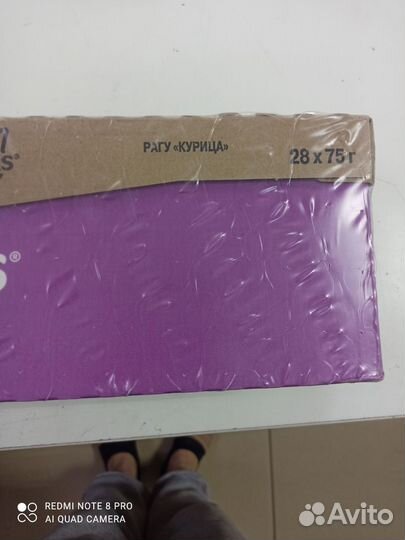 S®
РАГУ «КУРИЦА»
28 x 75 г
S®
REDMI NOTE 8 PRO
AI QUAD CAMERA
Avito